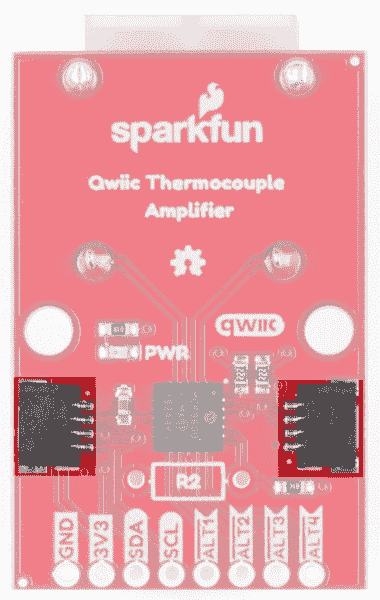 sparkfun
Qwiic Thermocouple
Amplifier
qwiic
PWR
R2
GND
3V3
SDA
SCL
ALT1
ALT2
ALT3
ALT4